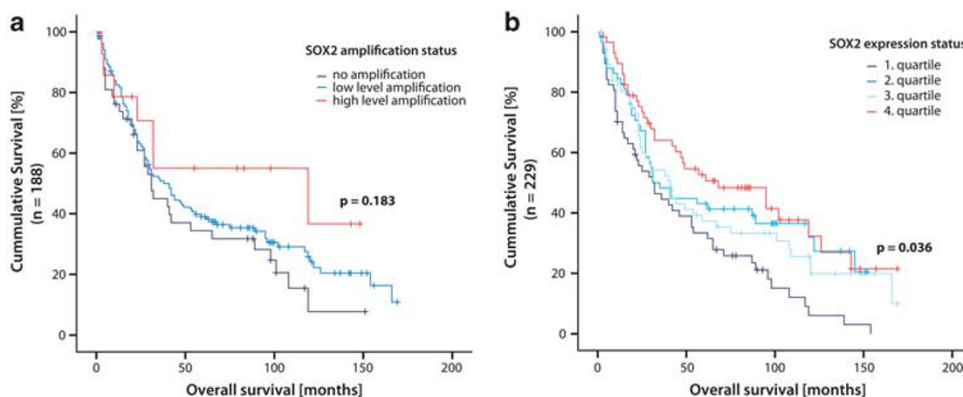 a
SOX2 amplification status
no amplification
low level amplification
high level amplification
p = 0.183
Cummulative Survival [%]
(n = 188)
100
80
60
40
20
0
0 50 100 150 200
Overall survival [months]
b
SOX2 expression status
1. quartile
2. quartile
3. quartile
4. quartile
p = 0.036
Cummulative Survival [%]
(n = 229)
100
80
60
40
20
0
0 50 100 150 200
Overall survival [months]